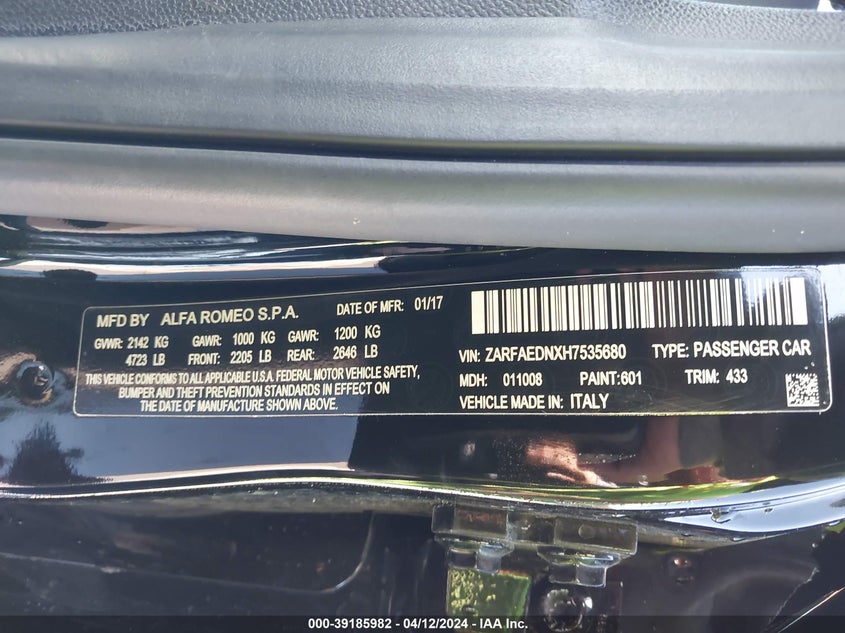 MFD BY ALFA ROMEO S.P.A. DATE OF MFR: 01/17
GVWR: 2142 KG GAWR: 1000 KG GAWR: 1200 KG
4723 LB FRONT: 2205 LB REAR: 2646 LB
THIS VEHICLE CONFORMS TO ALL APPLICABLE U.S.A. FEDERAL MOTOR VEHICLE SAFETY,
BUMPER AND THEFT PREVENTION STANDARDS IN EFFECT ON
THE DATE OF MANUFACTURE SHOWN ABOVE.
VIN: ZARFAEDNXH7535680 TYPE: PASSENGER CAR
MDH: 011008 PAINT:601 TRIM: 433
VEHICLE MADE IN: ITALY
000-39185982 - 04/12/2024 - IAA Inc.